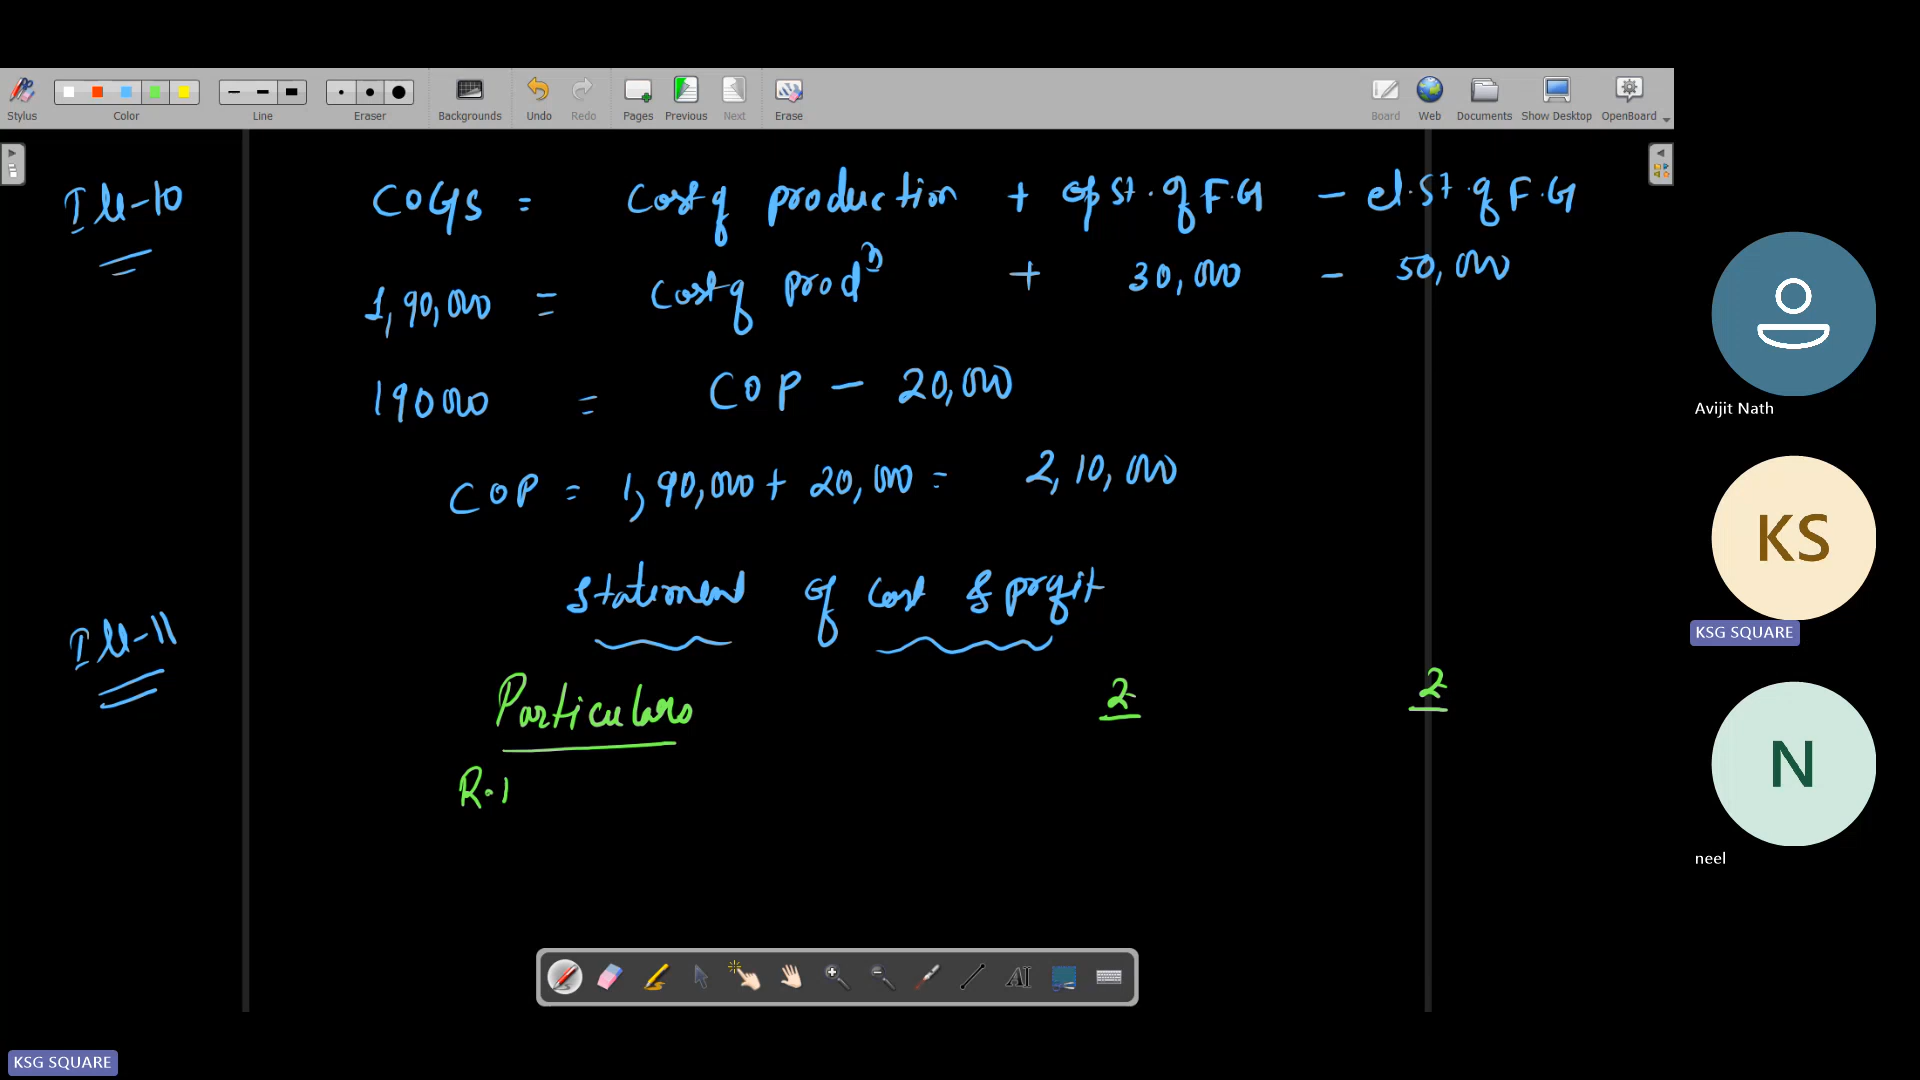 Stylus
Color
Line
Eraser
Backgrounds
Undo
Redo
Pages
Previous
Next
Erase
Board
Web
Documents
Show Desktop
OpenBoard
Ill-10
COGS = Cost of production + op st. of F.G - cl. st. of F.G
1,90,000 = Cost of prodn + 30,000 - 50,000
190000 = COP - 20,000
COP = 1,90,000 + 20,000 = 2,10,000
Ill-11
Statement of Cost & profit
Particulars ₹ ₹
R.1
Avijit Nath
KS
KSG SQUARE
N
neel
AI
KSG SQUARE